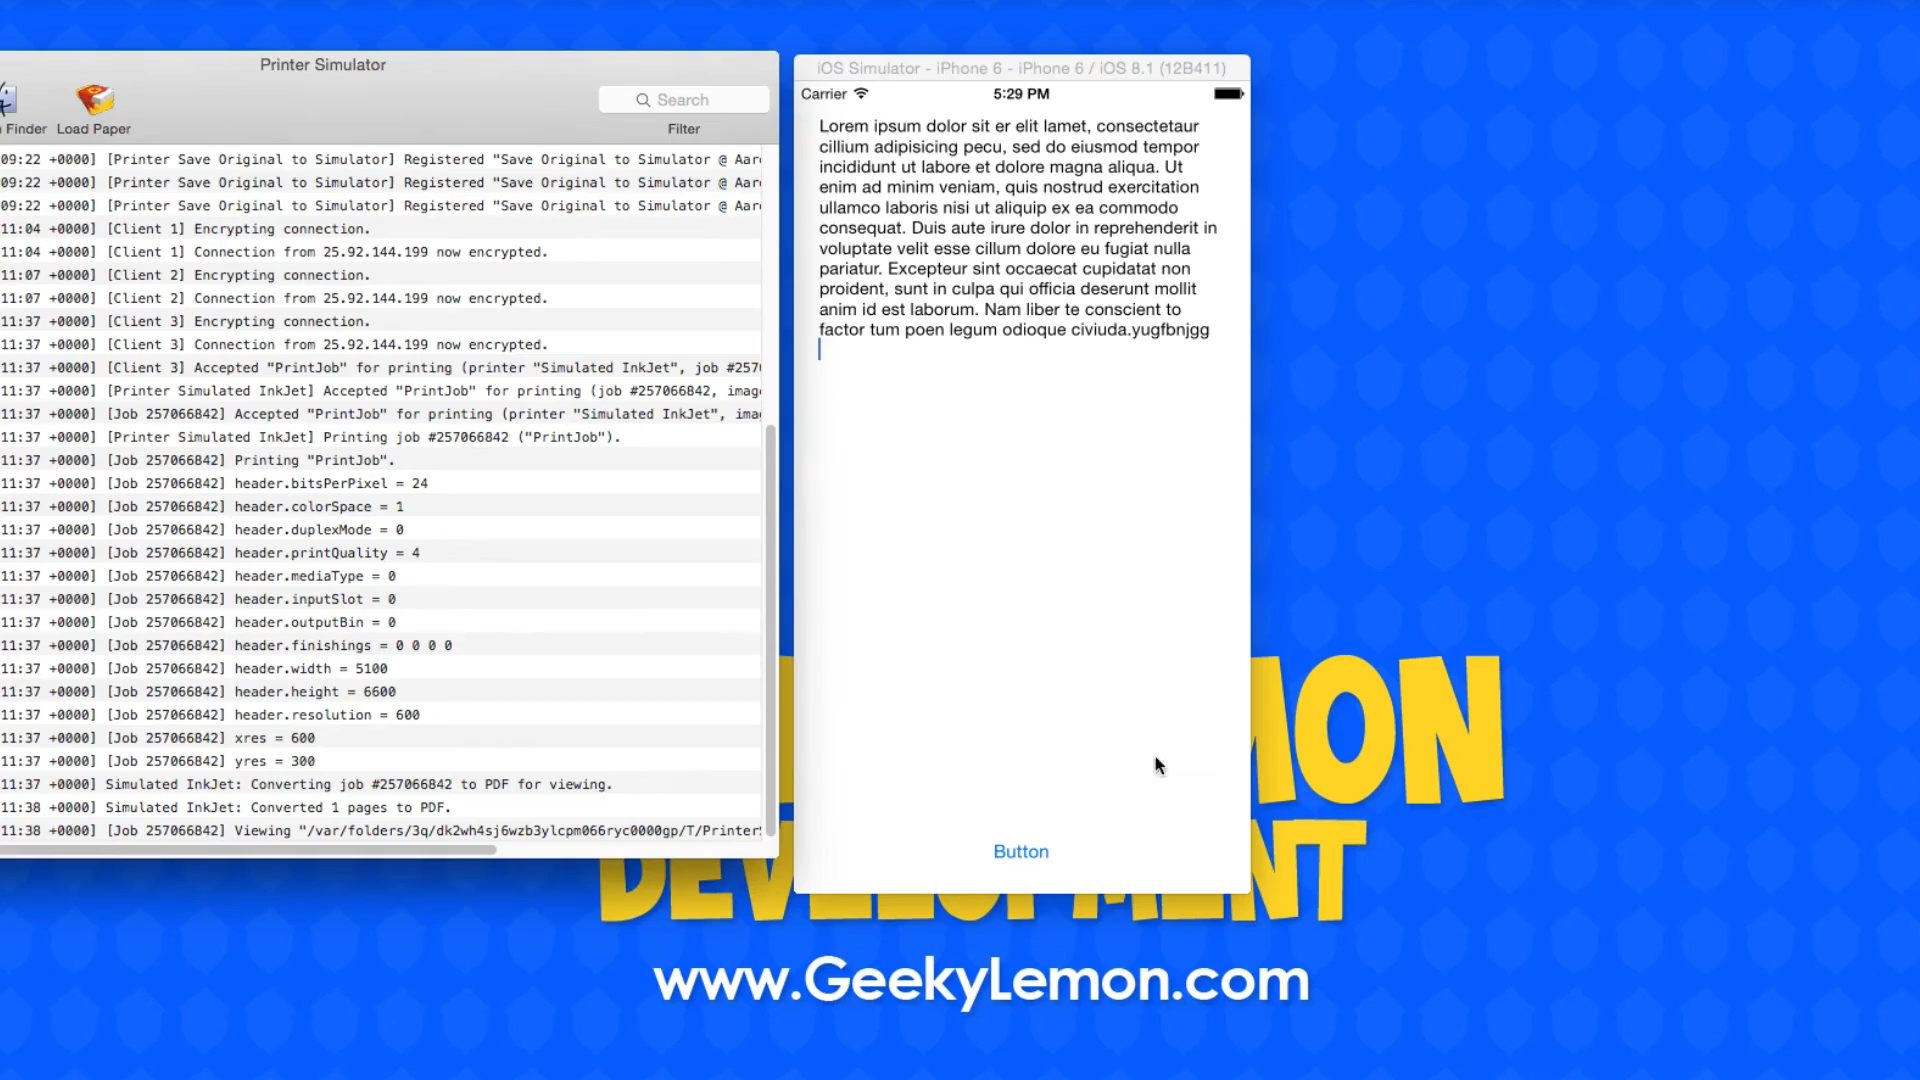 Printer Simulator
Search
Finder
Load Paper
Filter
09:22 +0000] [Printer Save Original to Simulator] Registered "Save Original to Simulator @ Aar
09:22 +0000] [Printer Save Original to Simulator] Registered "Save Original to Simulator @ Aar
09:22 +0000] [Printer Save Original to Simulator] Registered "Save Original to Simulator @ Aar
11:04 +0000] [Client 1] Encrypting connection.
11:04 +0000] [Client 1] Connection from 25.92.144.199 now encrypted.
11:07 +0000] [Client 2] Encrypting connection.
11:07 +0000] [Client 2] Connection from 25.92.144.199 now encrypted.
11:37 +0000] [Client 3] Encrypting connection.
11:37 +0000] [Client 3] Connection from 25.92.144.199 now encrypted.
11:37 +0000] [Client 3] Accepted "PrintJob" for printing (printer "Simulated InkJet", job #257
11:37 +0000] [Printer Simulated InkJet] Accepted "PrintJob" for printing (job #257066842, imag
11:37 +0000] [Job 257066842] Accepted "PrintJob" for printing (printer "Simulated InkJet", ima
11:37 +0000] [Printer Simulated InkJet] Printing job #257066842 ("PrintJob").
11:37 +0000] [Job 257066842] Printing "PrintJob".
11:37 +0000] [Job 257066842] header.bitsPerPixel = 24
11:37 +0000] [Job 257066842] header.colorSpace = 1
11:37 +0000] [Job 257066842] header.duplexMode = 0
11:37 +0000] [Job 257066842] header.printQuality = 4
11:37 +0000] [Job 257066842] header.mediaType = 0
11:37 +0000] [Job 257066842] header.inputSlot = 0
11:37 +0000] [Job 257066842] header.outputBin = 0
11:37 +0000] [Job 257066842] header.finishings = 0 0 0 0
11:37 +0000] [Job 257066842] header.width = 5100
11:37 +0000] [Job 257066842] header.height = 6600
11:37 +0000] [Job 257066842] header.resolution = 600
11:37 +0000] [Job 257066842] xres = 600
11:37 +0000] [Job 257066842] yres = 300
11:37 +0000] Simulated InkJet: Converting job #257066842 to PDF for viewing.
11:38 +0000] Simulated InkJet: Converted 1 pages to PDF.
11:38 +0000] [Job 257066842] Viewing "/var/folders/3q/dk2wh4sj6wzb3ylcpm066ryc0000gp/T/Printer
iOS Simulator - iPhone 6 - iPhone 6 / iOS 8.1 (12B411)
Carrier 5:29 PM
Lorem ipsum dolor sit er elit lamet, consectetaur
cillium adipisicing pecu, sed do eiusmod tempor
incididunt ut labore et dolore magna aliqua. Ut
enim ad minim veniam, quis nostrud exercitation
ullamco laboris nisi ut aliquip ex ea commodo
consequat. Duis aute irure dolor in reprehenderit in
voluptate velit esse cillum dolore eu fugiat nulla
pariatur. Excepteur sint occaecat cupidatat non
proident, sunt in culpa qui officia deserunt mollit
anim id est laborum. Nam liber te conscient to
factor tum poen legum odioque civiuda.yugfbnjgg
Button
MON
DEVELOPMENT
www.GeekyLemon.com